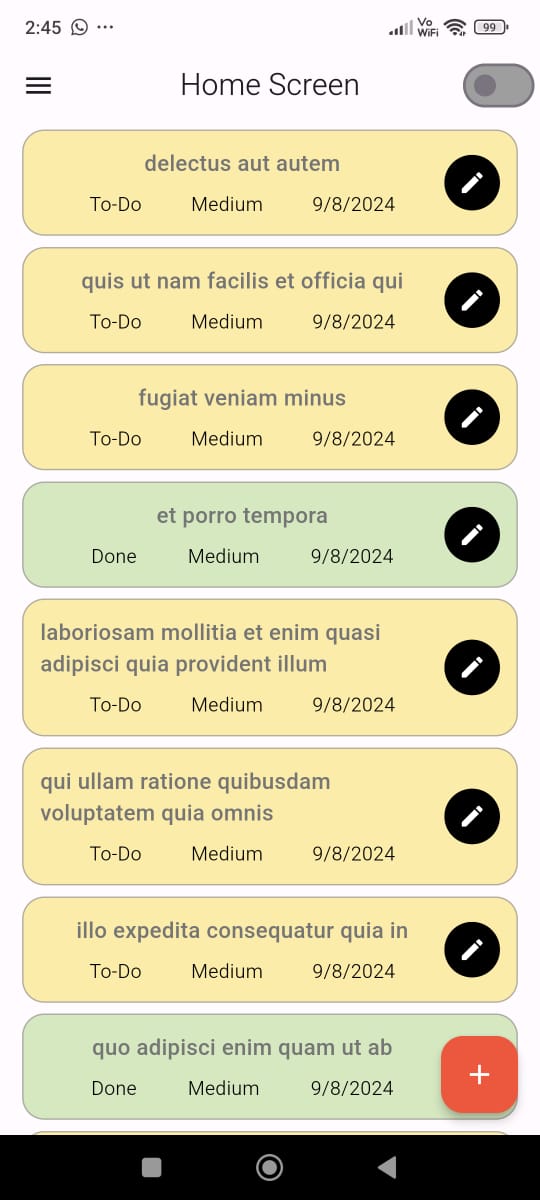 2:45
Vo WiFi
99
Home Screen
delectus aut autem
To-Do Medium 9/8/2024
quis ut nam facilis et officia qui
To-Do Medium 9/8/2024
fugiat veniam minus
To-Do Medium 9/8/2024
et porro tempora
Done Medium 9/8/2024
laboriosam mollitia et enim quasi
adipisci quia provident illum
To-Do Medium 9/8/2024
qui ullam ratione quibusdam
voluptatem quia omnis
To-Do Medium 9/8/2024
illo expedita consequatur quia in
To-Do Medium 9/8/2024
quo adipisci enim quam ut ab
Done Medium 9/8/2024